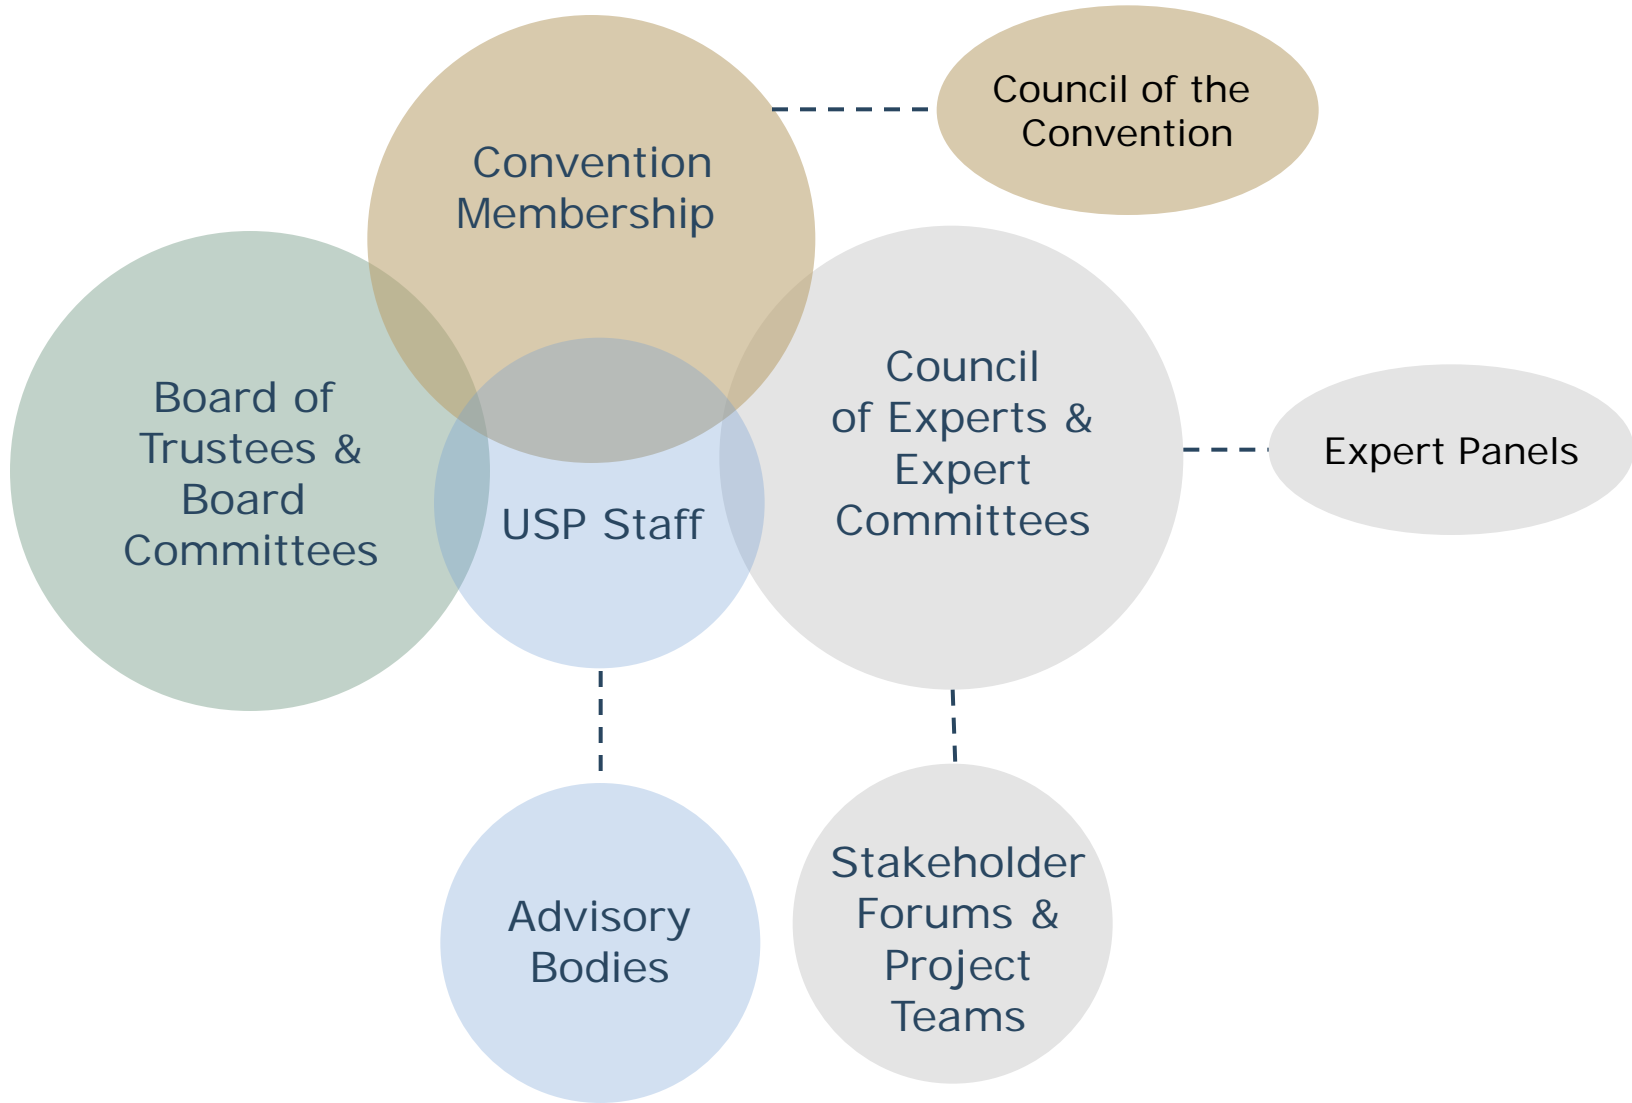 Council of the
Convention
Convention
Membership
Board of
Trustees &
Board
Committees
USP Staff
Council
of Experts &
Expert
Committees
Expert Panels
Advisory
Bodies
Stakeholder
Forums &
Project
Teams